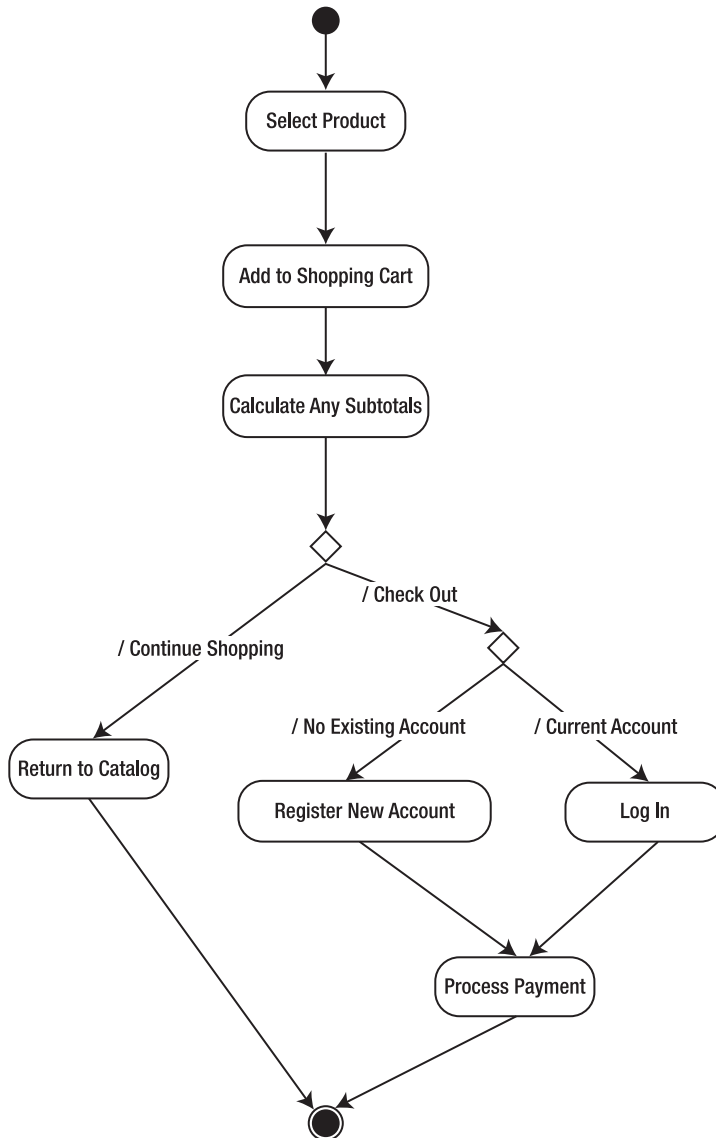 Select Product
Add to Shopping Cart
Calculate Any Subtotals
/ Check Out
/ Continue Shopping
/ No Existing Account
/ Current Account
Return to Catalog
Register New Account
Log In
Process Payment